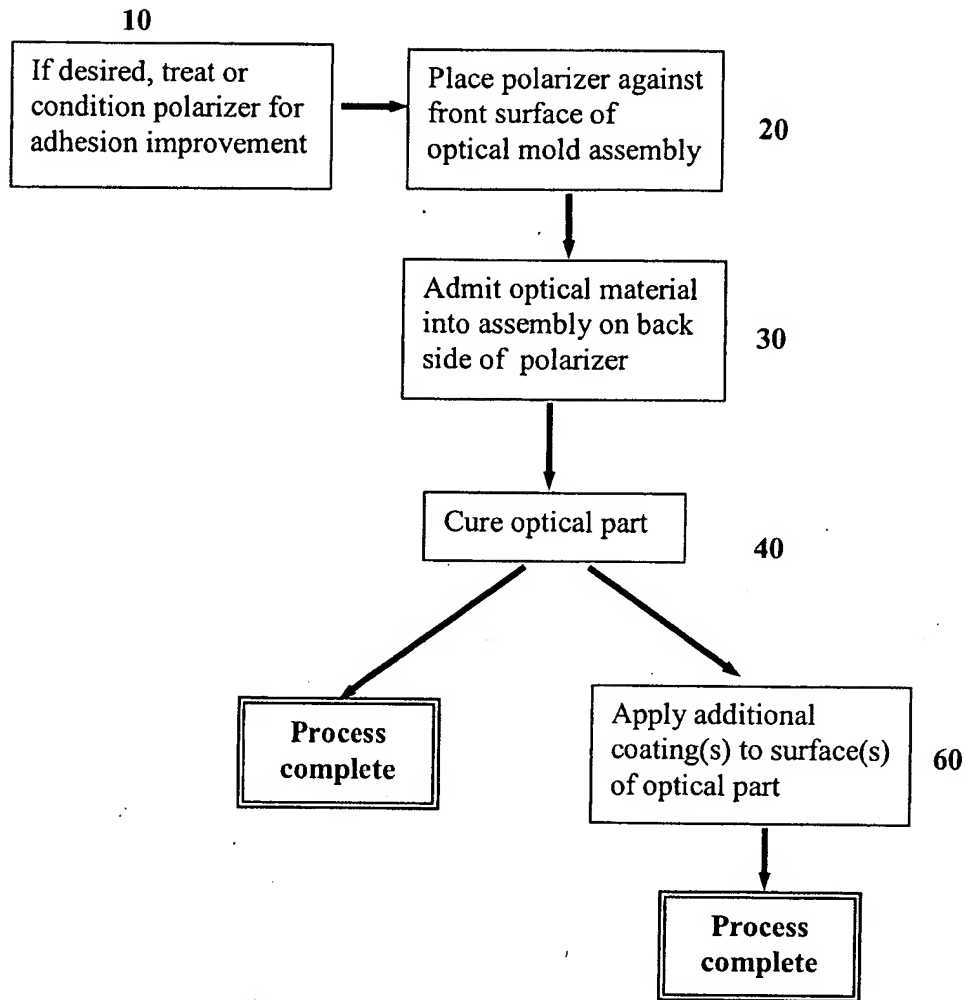 10
If desired, treat or
condition polarizer for
adhesion improvement
Place polarizer against
front surface of
optical mold assembly
20
Admit optical material
into assembly on back
side of polarizer
30
Cure optical part
40
Process
complete
Apply additional
coating(s) to surface(s)
of optical part
60
Process
complete